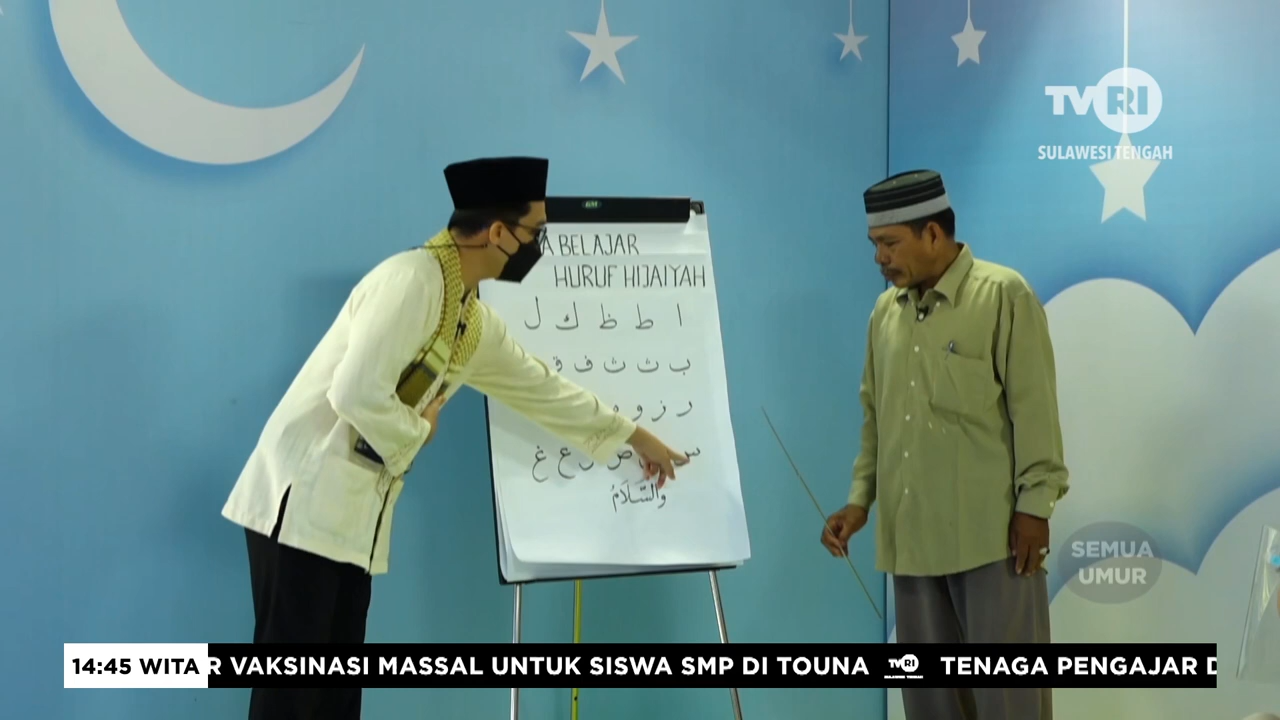 TVRI
SULAWESI TENGAH
A BELAJAR
HURUF HIJAIYAH
ا ط ظ ك ل
ب ث ث ف ق
ر ز و
س ص ع غ
والسّلامُ
SEMUA
UMUR
14:45 WITA R VAKSINASI MASSAL UNTUK SISWA SMP DI TOUNA TVRI TENAGA PENGAJAR D